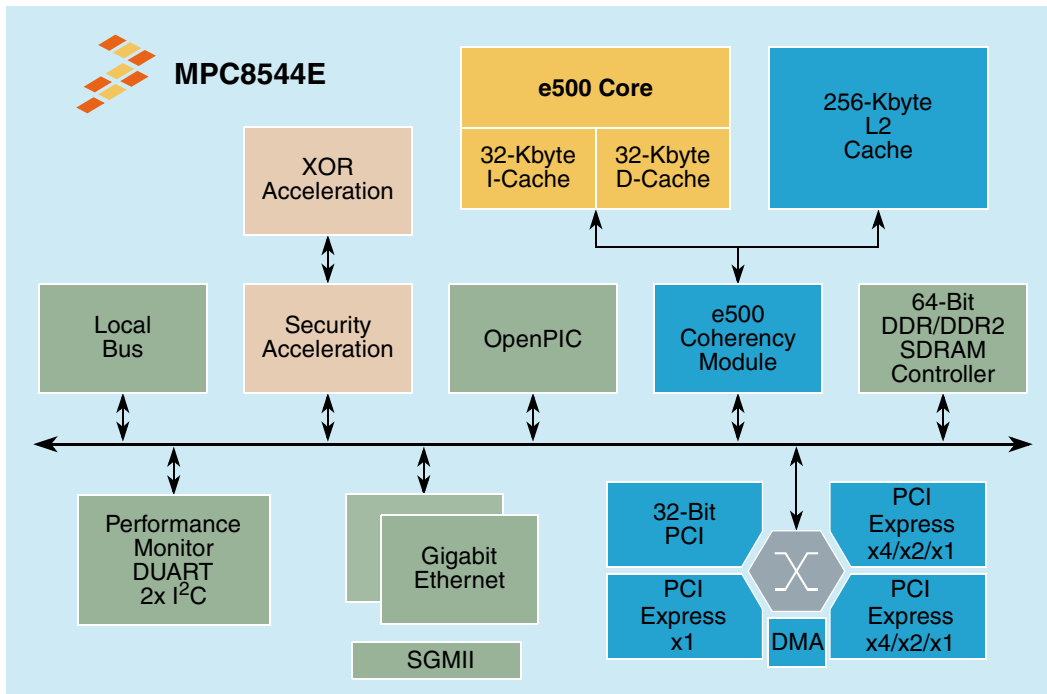 MPC8544E
e500 Core
32-Kbyte
I-Cache
32-Kbyte
D-Cache
256-Kbyte
L2
Cache
XOR
Acceleration
Local
Bus
Security
Acceleration
OpenPIC
e500
Coherency
Module
64-Bit
DDR/DDR2
SDRAM
Controller
Performance
Monitor
DUART
2x I²C
Gigabit
Ethernet
SGMII
32-Bit
PCI
PCI
Express
x4/x2/x1
PCI
Express
x1
DMA
PCI
Express
x4/x2/x1